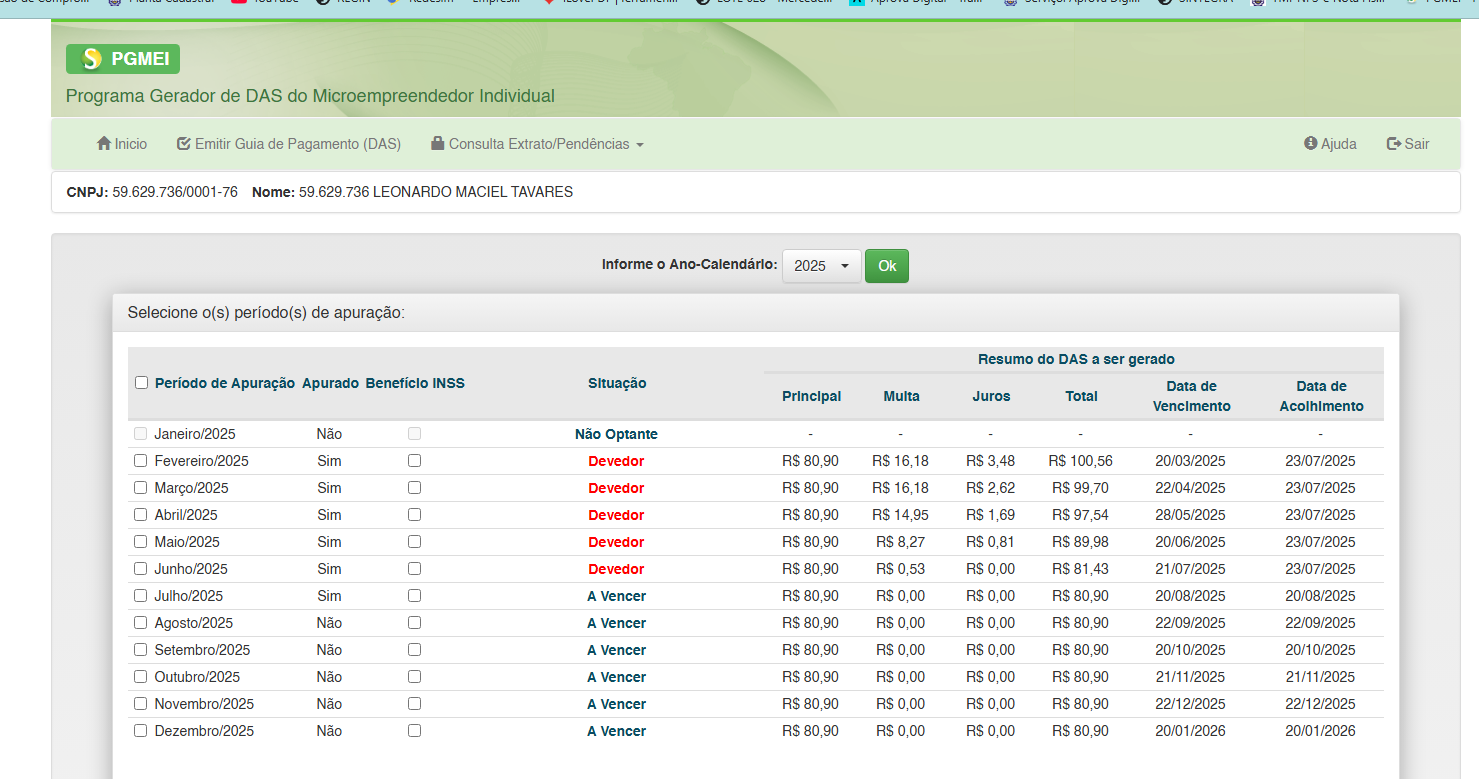 Planta Cadastral
YouTube
REGIN
Redesim
PGMEI
Programa Gerador de DAS do Microempreendedor Individual
Inicio Emitir Guia de Pagamento (DAS) Consulta Extrato/Pendências Ajuda Sair
CNPJ: 59.629.736/0001-76 Nome: 59.629.736 LEONARDO MACIEL TAVARES
Informe o Ano-Calendário: 2025 Ok
Selecione o(s) período(s) de apuração:
Resumo do DAS a ser gerado
Período de Apuração Apurado Benefício INSS Situação Principal Multa Juros Total Data de Vencimento Data de Acolhimento
Janeiro/2025 Não Não Optante - - - - - -
Fevereiro/2025 Sim Devedor R$ 80,90 R$ 16,18 R$ 3,48 R$ 100,56 20/03/2025 23/07/2025
Março/2025 Sim Devedor R$ 80,90 R$ 16,18 R$ 2,62 R$ 99,70 22/04/2025 23/07/2025
Abril/2025 Sim Devedor R$ 80,90 R$ 14,95 R$ 1,69 R$ 97,54 28/05/2025 23/07/2025
Maio/2025 Sim Devedor R$ 80,90 R$ 8,27 R$ 0,81 R$ 89,98 20/06/2025 23/07/2025
Junho/2025 Sim Devedor R$ 80,90 R$ 0,53 R$ 0,00 R$ 81,43 21/07/2025 23/07/2025
Julho/2025 Sim A Vencer R$ 80,90 R$ 0,00 R$ 0,00 R$ 80,90 20/08/2025 20/08/2025
Agosto/2025 Não A Vencer R$ 80,90 R$ 0,00 R$ 0,00 R$ 80,90 22/09/2025 22/09/2025
Setembro/2025 Não A Vencer R$ 80,90 R$ 0,00 R$ 0,00 R$ 80,90 20/10/2025 20/10/2025
Outubro/2025 Não A Vencer R$ 80,90 R$ 0,00 R$ 0,00 R$ 80,90 21/11/2025 21/11/2025
Novembro/2025 Não A Vencer R$ 80,90 R$ 0,00 R$ 0,00 R$ 80,90 22/12/2025 22/12/2025
Dezembro/2025 Não A Vencer R$ 80,90 R$ 0,00 R$ 0,00 R$ 80,90 20/01/2026 20/01/2026